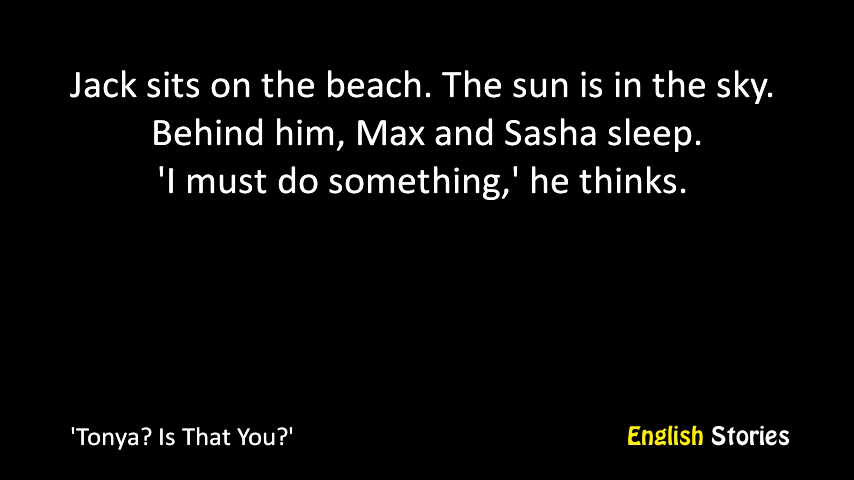 Jack sits on the beach. The sun is in the sky.
Behind him, Max and Sasha sleep.
'I must do something,' he thinks.
'Tonya? Is That You?'
English Stories